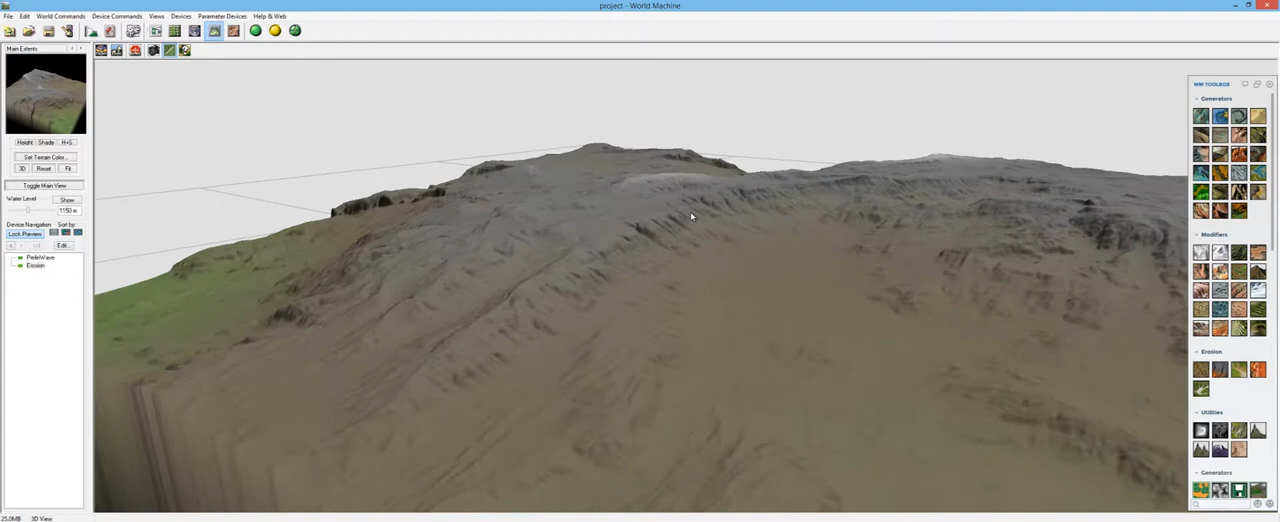 project - World Machine
File Edit World Commands Device Commands Views Devices Parameter Devices Help & Web
Main Extents
Height Shade H+S
Set Terrain Color...
3D Reset Fit
Toggle Main View
Water Level Show
1150 m
Device Navigation Sort by:
Lock Preview
Edit...
PerlinWave
Erosion
WM TOOLBOX
Generators
Modifiers
Erosion
Utilities
Generators
25.0MB 3D View